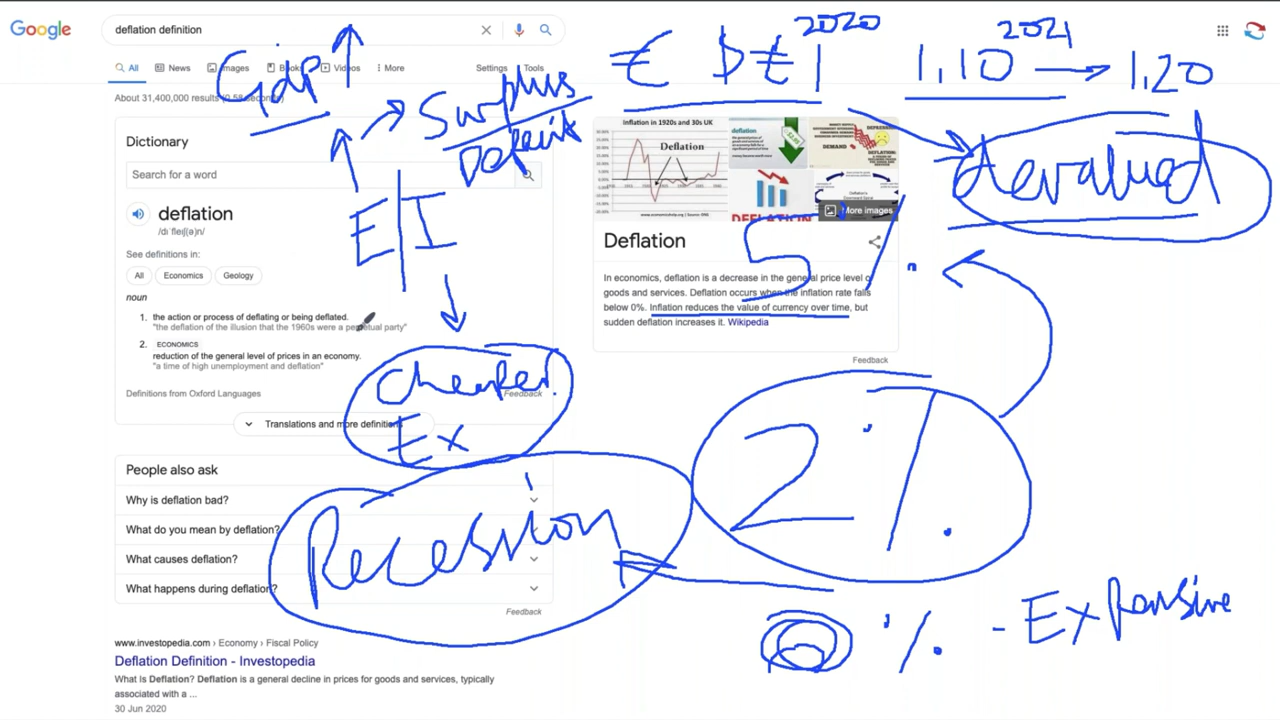 Google
deflation definition
All
News
Images
Books
Videos
More
Settings
Tools
About 31,400,000 results (0.58 seconds)
Dictionary
Search for a word
deflation
/dɪˈfleɪʃ(ə)n/
See definitions in:
All
Economics
Geology
noun
1. the action or process of deflating or being deflated.
"the deflation of the illusion that the 1960s were a perpetual party"
2. ECONOMICS
reduction of the general level of prices in an economy.
"a time of high unemployment and deflation"
Definitions from Oxford Languages
Feedback
Translations and more definitions
People also ask
Why is deflation bad?
What do you mean by deflation?
What causes deflation?
What happens during deflation?
Feedback
www.investopedia.com › Economy › Fiscal Policy
Deflation Definition - Investopedia
What Is Deflation? Deflation is a general decline in prices for goods and services, typically
associated with a ...
30 Jun 2020
Inflation in 1920s and 30s UK
Deflation
deflation
DEMAND
DEFLATION
More images
Deflation
In economics, deflation is a decrease in the general price level of
goods and services. Deflation occurs when the inflation rate falls
below 0%. Inflation reduces the value of currency over time, but
sudden deflation increases it. Wikipedia
Feedback
GDP
Surplus
Deficit
E I
Cheaper
Ex
Recession
€ $ £1 2020
1.10 2021 → 1.20
devalued
5%
2%
0% - Expensive